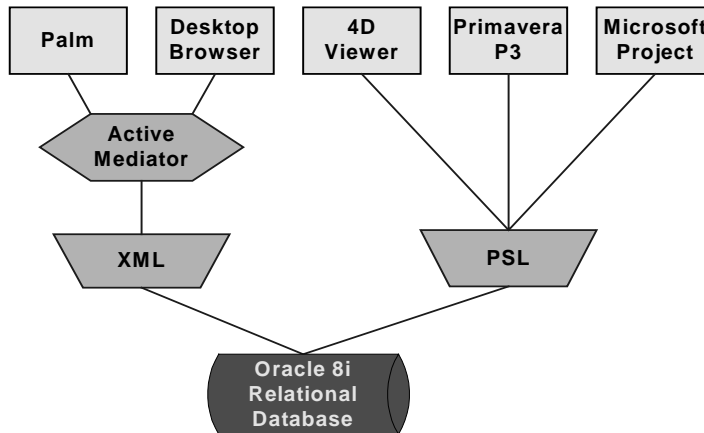 Palm
Desktop
Browser
4D
Viewer
Primavera
P3
Microsoft
Project
Active
Mediator
XML
PSL
Oracle 8i
Relational
Database